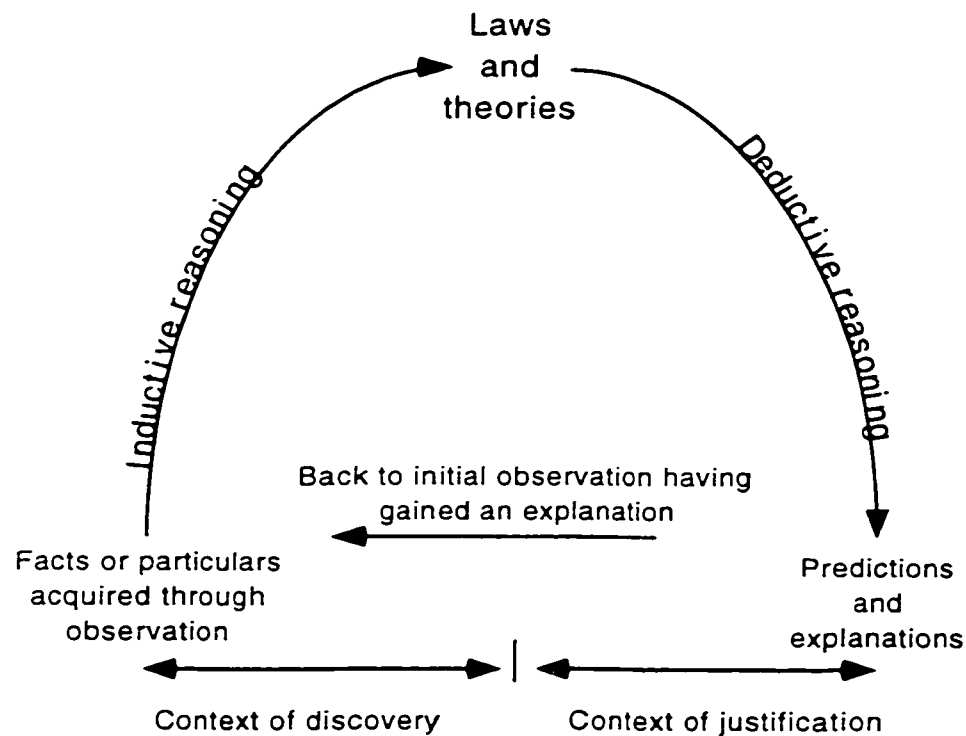 Laws
and
theories
Inductive reasoning
Deductive reasoning
Back to initial observation having
gained an explanation
Facts or particulars
acquired through
observation
Predictions
and
explanations
Context of discovery
Context of justification